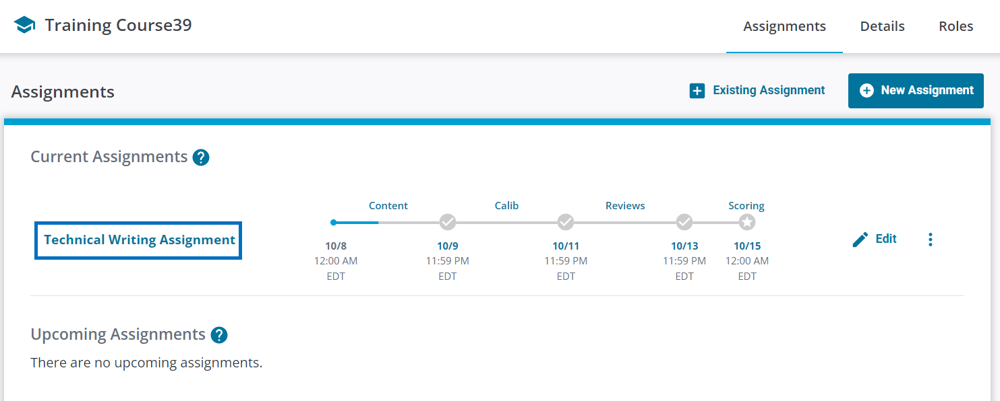 Training Course39
Assignments Details Roles
Assignments
Existing Assignment
New Assignment
Current Assignments ?
Content Calib Reviews Scoring
Technical Writing Assignment
10/8 10/9 10/11 10/13 10/15
12:00 AM 11:59 PM 11:59 PM 11:59 PM 12:00 AM
EDT EDT EDT EDT EDT
Edit
Upcoming Assignments ?
There are no upcoming assignments.